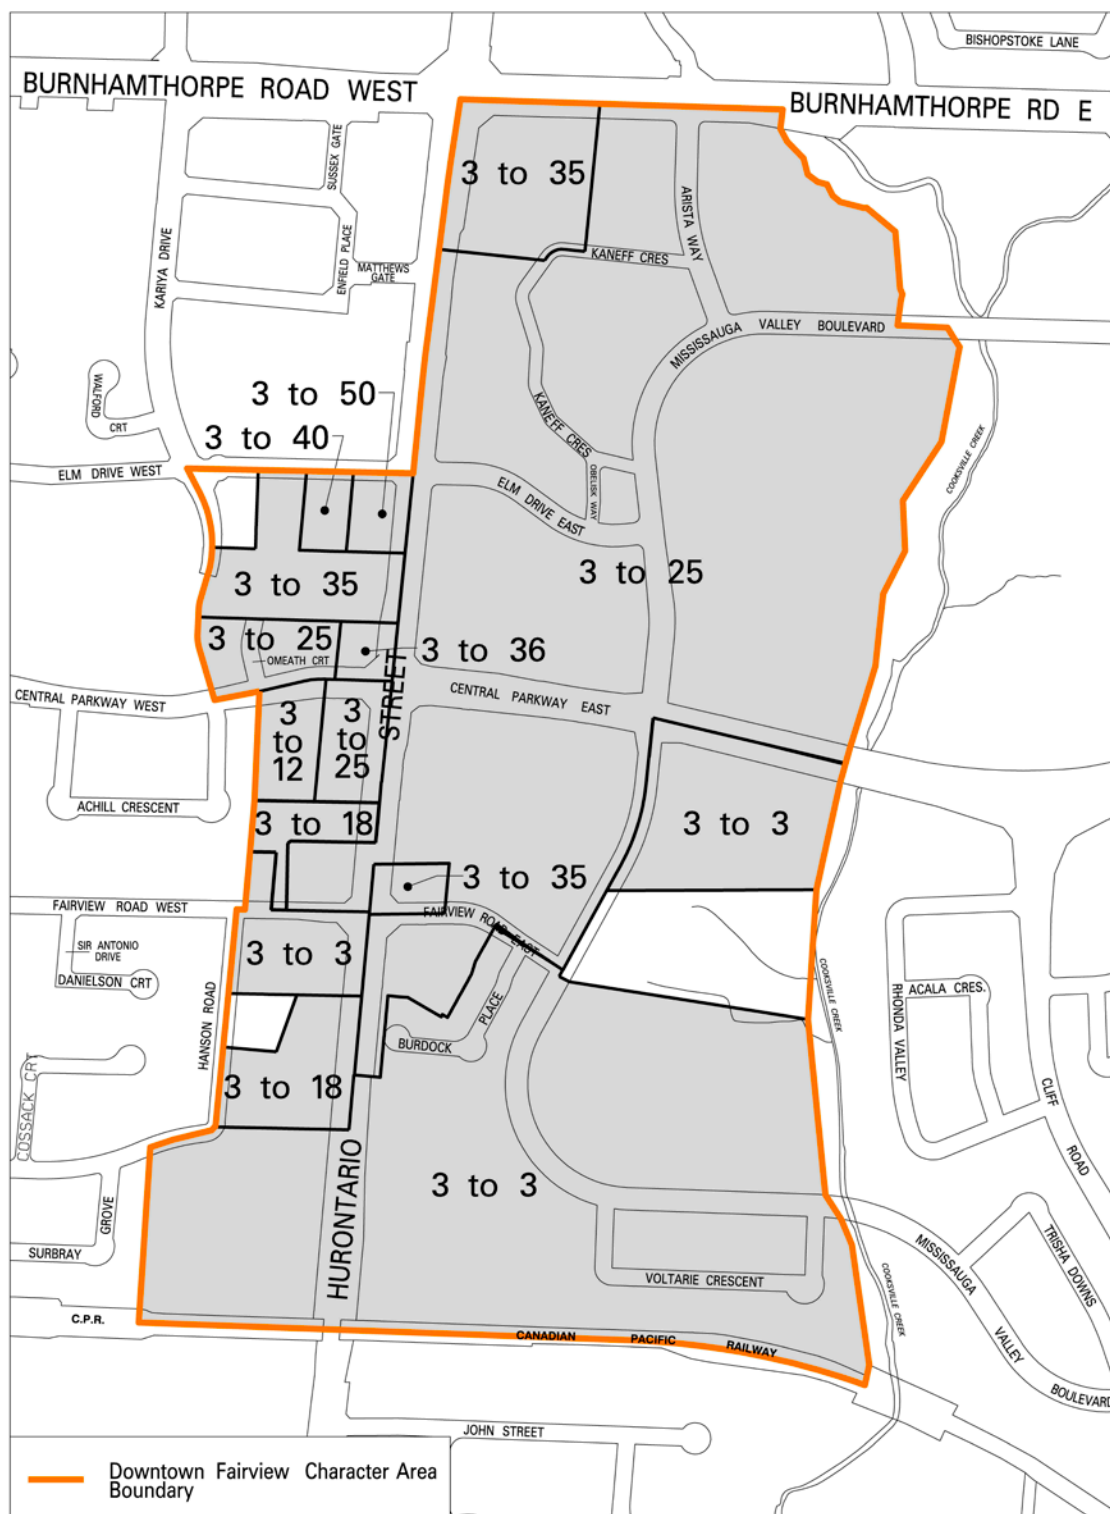 BISHOPSTOKE LANE
BURNHAMTHORPE ROAD WEST
BURNHAMTHORPE RD E
SUSSEX GATE
3 to 35
ARISTA WAY
KARIYA DRIVE
ENFIELD PLACE
MATTHEWS
GATE
KANEFF CRES
MISSISSAUGA VALLEY BOULEVARD
WALFORD
CRT
3 to 50
3 to 40
KANEFF CRES
COOKSVILLE CREEK
ELM DRIVE WEST
ELM DRIVE EAST
OBELISK WAY
3 to 35
3 to 25
3 to 25
OMEATH CRT
3 to 36
STREET
CENTRAL PARKWAY WEST
CENTRAL PARKWAY EAST
3
to
12
3
to
25
ACHILL CRESCENT
3 to 18
3 to 3
3 to 35
FAIRVIEW ROAD WEST
FAIRVIEW ROAD EAST
SIR ANTONIO
DRIVE
DANIELSON CRT
3 to 3
HANSON ROAD
PLACE
BURDOCK
COOKSVILLE CREEK
RHONDA VALLEY
ACALA CRES.
COSSACK CRT
3 to 18
CLIFF
ROAD
HURONTARIO
3 to 3
GROVE
SURBRAY
MISSISSAUGA
VALLEY
BOULEVARD
TRISHA DOWNS
VOLTARIE CRESCENT
COOKSVILLE CREEK
C.P.R.
CANADIAN PACIFIC RAILWAY
JOHN STREET
Downtown Fairview Character Area
Boundary